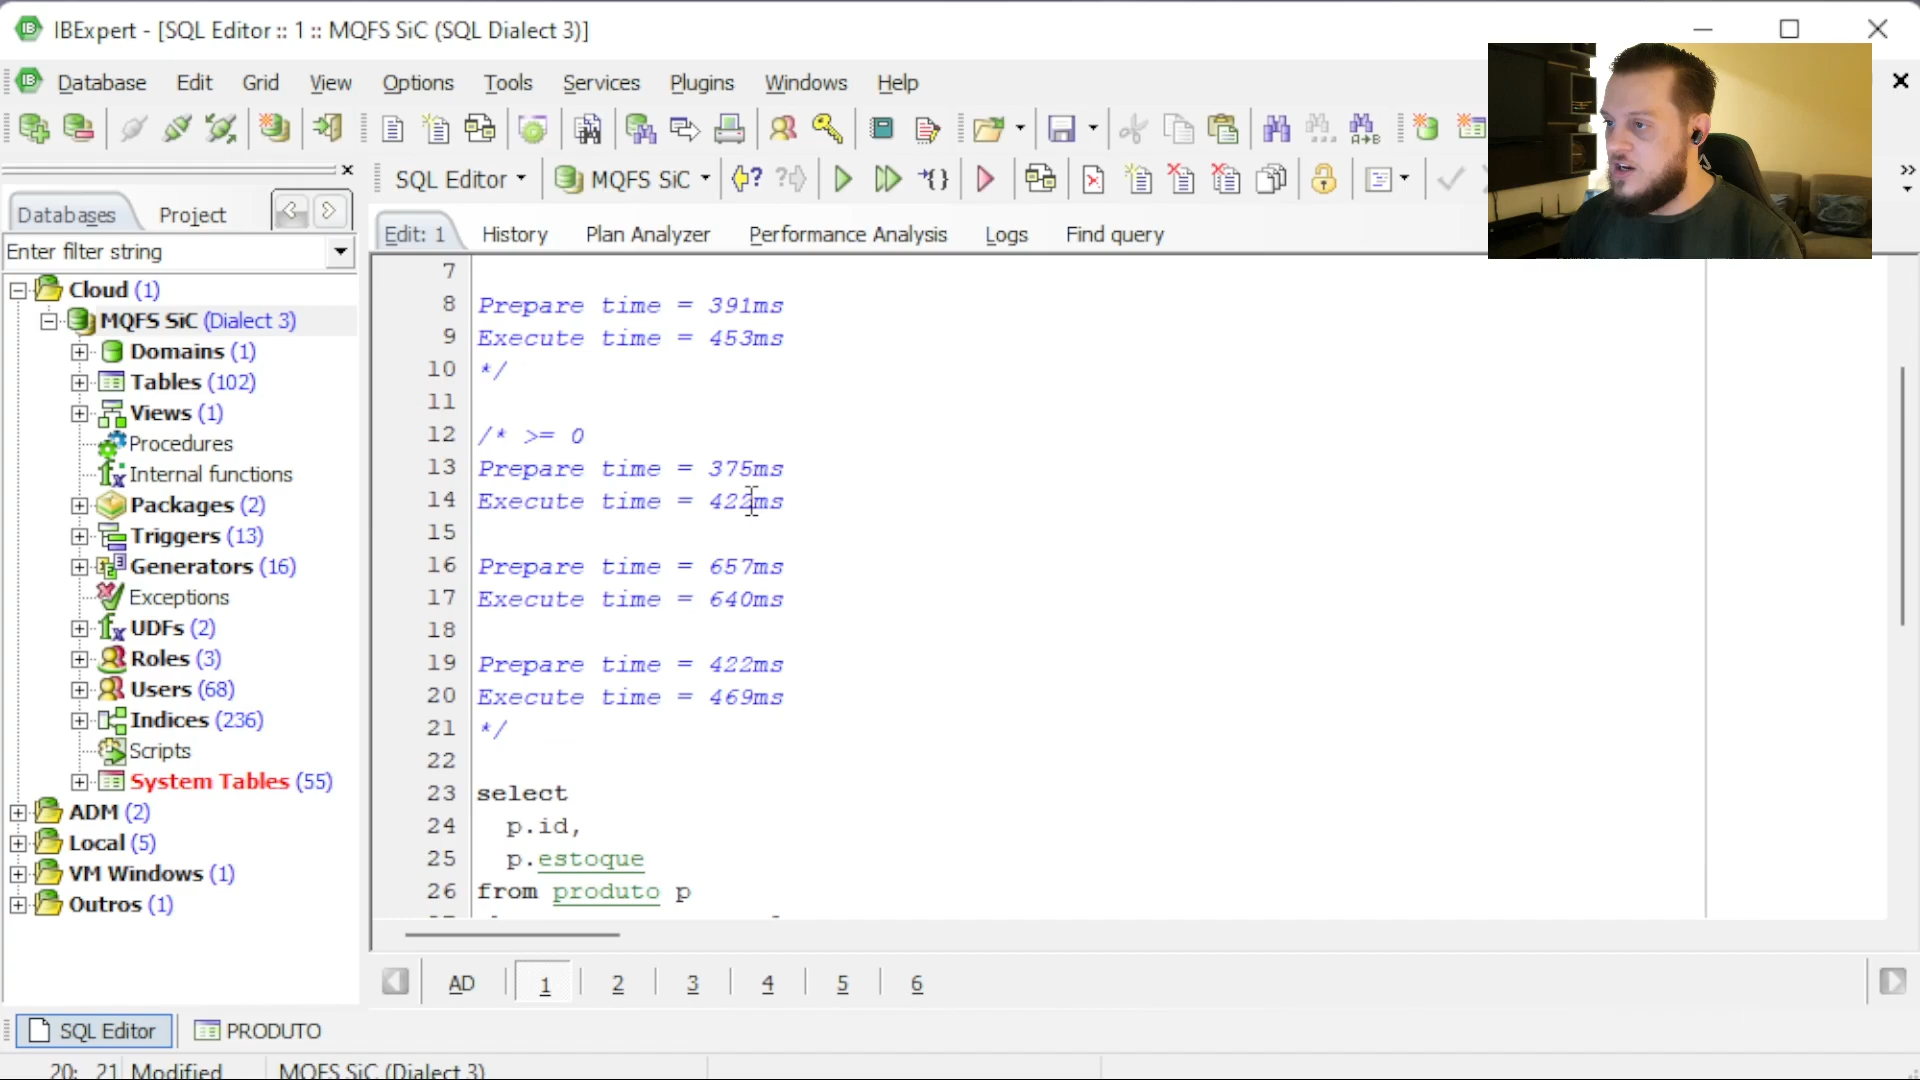 IBExpert - [SQL Editor :: 1 :: MQFS SiC (SQL Dialect 3)]
Database Edit Grid View Options Tools Services Plugins Windows Help
SQL Editor MQFS SiC
Databases Project
Enter filter string
Cloud (1)
MQFS SiC (Dialect 3)
Domains (1)
Tables (102)
Views (1)
Procedures
Internal functions
Packages (2)
Triggers (13)
Generators (16)
Exceptions
UDFs (2)
Roles (3)
Users (68)
Indices (236)
Scripts
System Tables (55)
ADM (2)
Local (5)
VM Windows (1)
Outros (1)
Edit: 1 History Plan Analyzer Performance Analysis Logs Find query
7
8 Prepare time = 391ms
9 Execute time = 453ms
10 */
11
12 /* >= 0
13 Prepare time = 375ms
14 Execute time = 422ms
15
16 Prepare time = 657ms
17 Execute time = 640ms
18
19 Prepare time = 422ms
20 Execute time = 469ms
21 */
22
23 select
24 p.id,
25 p.estoque
26 from produto p
AD 1 2 3 4 5 6
SQL Editor PRODUTO
20: 21 Modified MQFS SiC (Dialect 3)